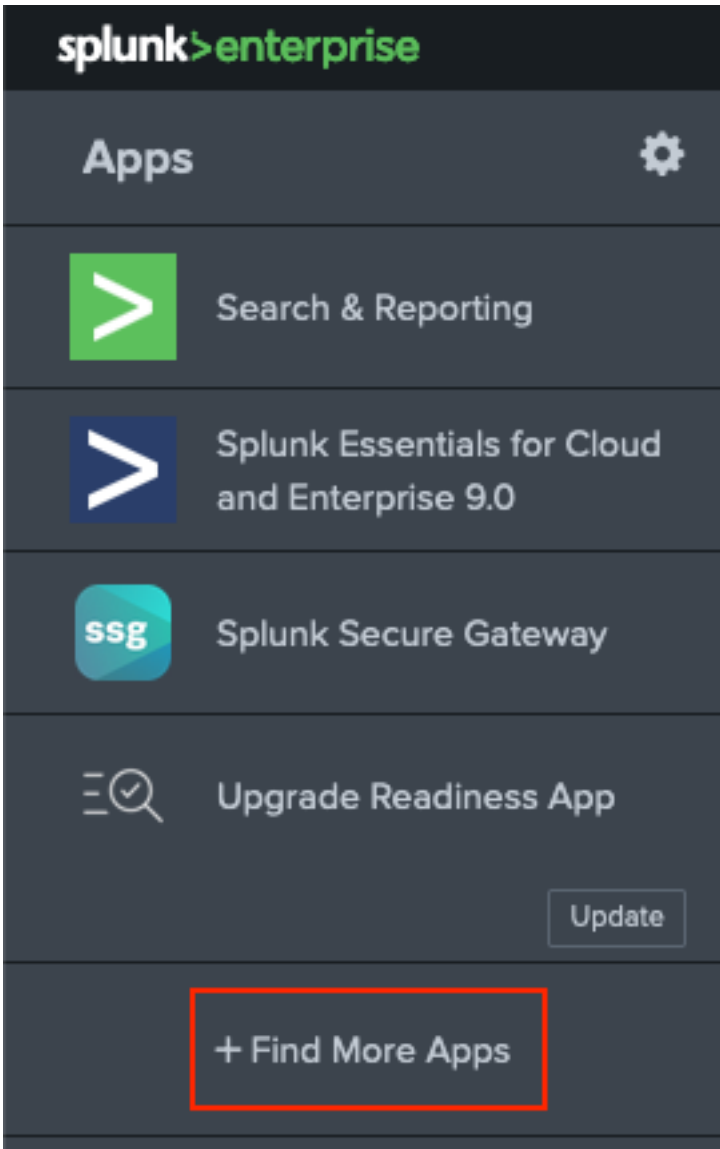 splunk>enterprise
Apps
Search & Reporting
Splunk Essentials for Cloud
and Enterprise 9.0
ssg
Splunk Secure Gateway
Upgrade Readiness App
Update
+ Find More Apps